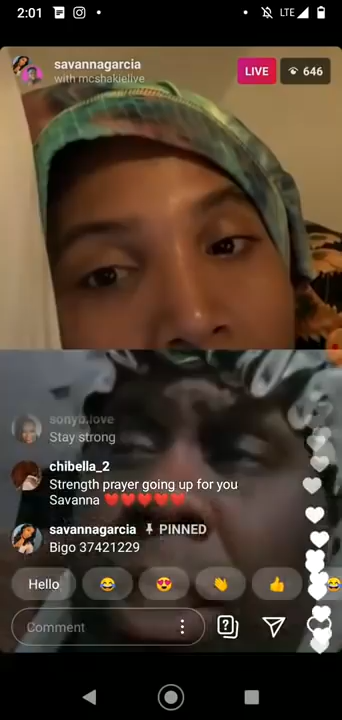 2:01
LTE
savannagarcia
with mcshakielive
LIVE
646
sonyb.love
Stay strong
chibella_2
Strength prayer going up for you
Savanna ❤️❤️❤️❤️❤️
savannagarcia PINNED
Bigo 37421229
Hello 😂 😍 👏 👍 😄
Comment